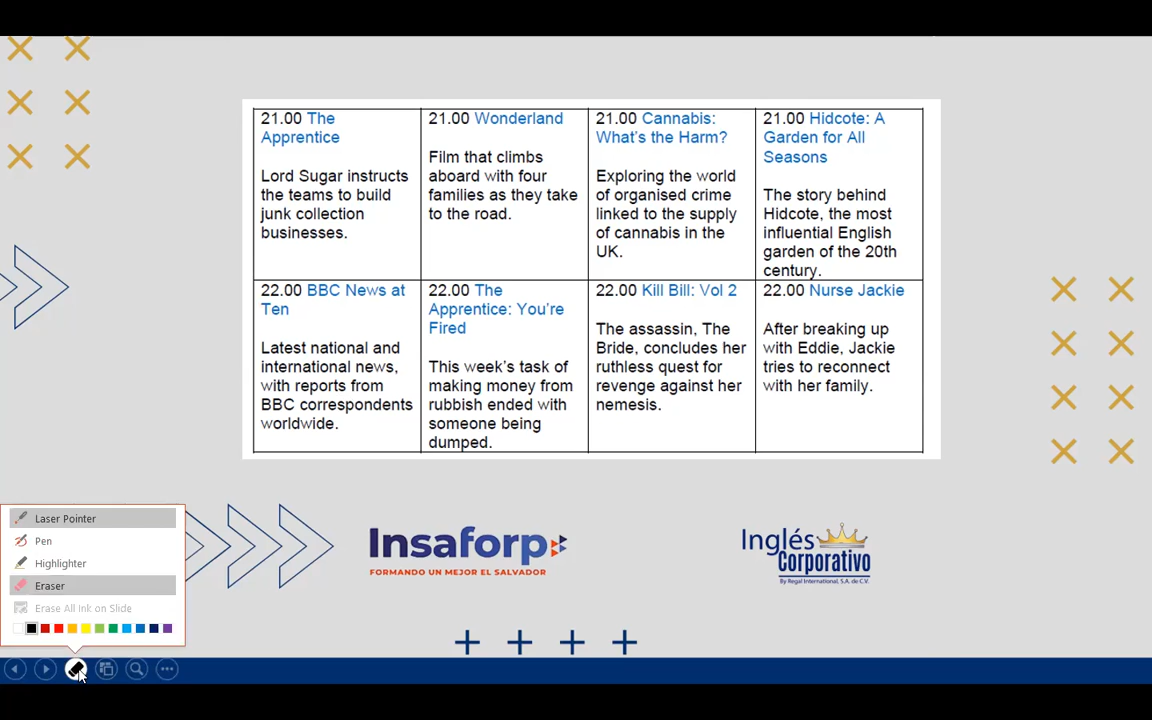 21.00 The
Apprentice
Lord Sugar instructs
the teams to build
junk collection
businesses.
21.00 Wonderland
Film that climbs
aboard with four
families as they take
to the road.
21.00 Cannabis:
What's the Harm?
Exploring the world
of organised crime
linked to the supply
of cannabis in the
UK.
21.00 Hidcote: A
Garden for All
Seasons
The story behind
Hidcote, the most
influential English
garden of the 20th
century.
22.00 BBC News at
Ten
Latest national and
international news,
with reports from
BBC correspondents
worldwide.
22.00 The
Apprentice: You're
Fired
This week's task of
making money from
rubbish ended with
someone being
dumped.
22.00 Kill Bill: Vol 2
The assassin, The
Bride, concludes her
ruthless quest for
revenge against her
nemesis.
22.00 Nurse Jackie
After breaking up
with Eddie, Jackie
tries to reconnect
with her family.
Laser Pointer
Pen
Highlighter
Eraser
Erase All Ink on Slide
Insaforp
FORMANDO UN MEJOR EL SALVADOR
Inglés
Corporativo
By Regal International, S.A. de C.V.